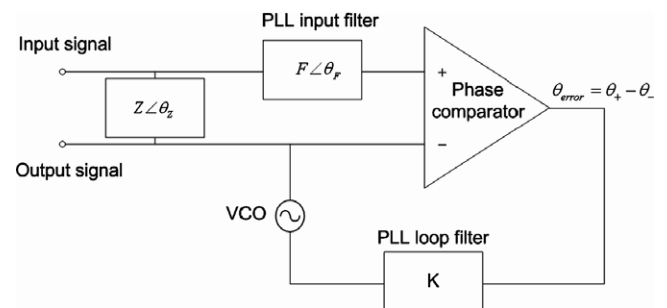 PLL input filter
Input signal
F∠θ_F
Z∠θ_Z
+
Phase
comparator
θ_error = θ_+ − θ_−
−
Output signal
VCO
PLL loop filter
K